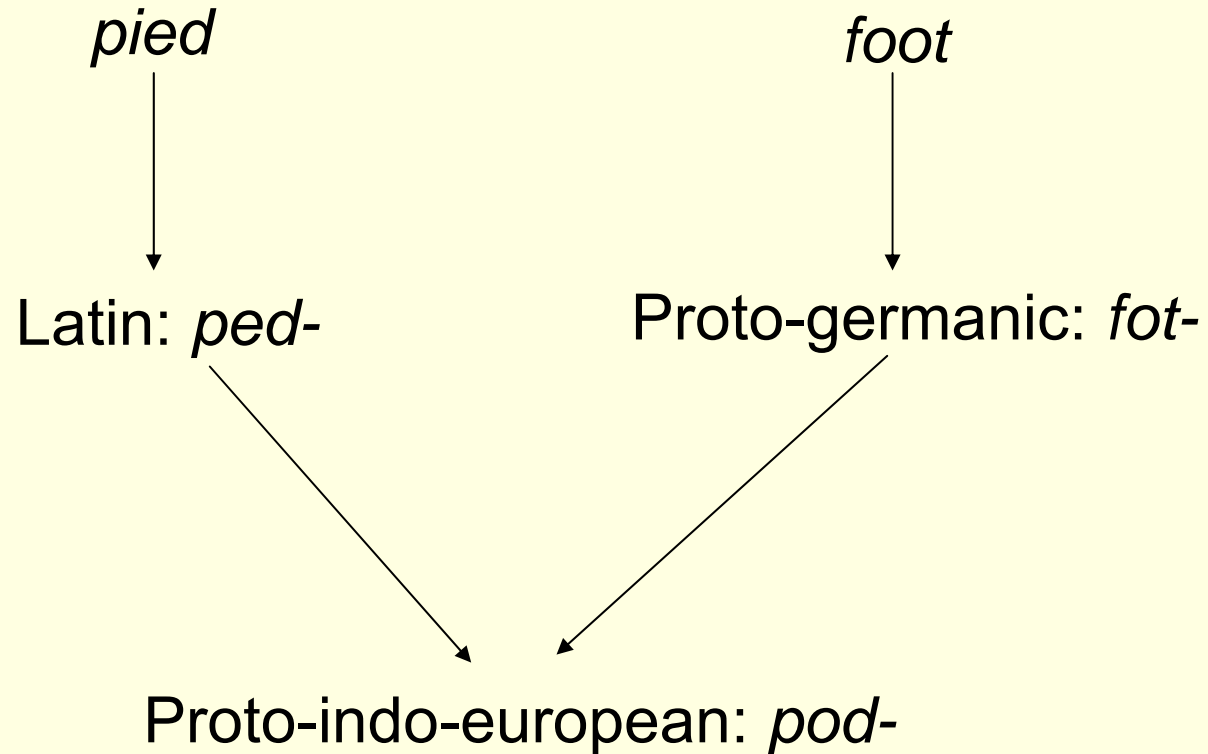 pied
foot
Latin: ped-
Proto-germanic: fot-
Proto-indo-european: pod-